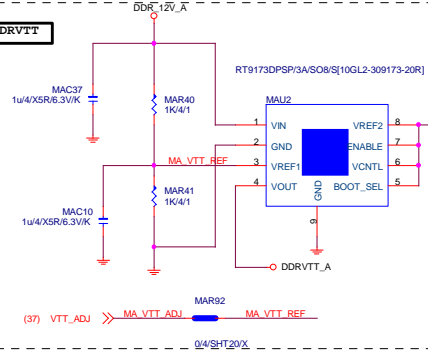 DDR_12V_A
DRVTT
RT9173DPSP/3A/SO8/S[10GL2-309173-20R]
MAC37
1u/4/X5R/6.3V//K
MAR40
1K/4/1
MAU2
1 VIN VREF2 8
2 GND ENABLE 7
MA_VTT_REF 3 VREF1 VCNTL 6
4 VOUT BOOT_SEL 5
GND
9
MAR41
1K/4/1
MAC10
1u/4/X5R/6.3V//K
DDRVTT_A
MAR92
(37) VTT_ADJ MA_VTT_ADJ MA_VTT_REF
0/4/SHT20/X